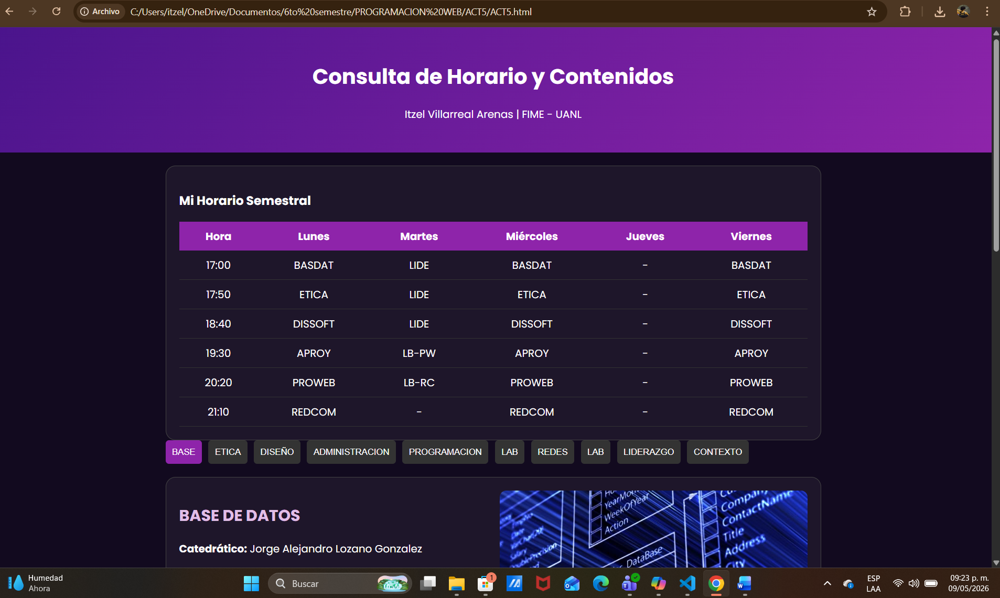 Archivo C:/Users/itzel/OneDrive/Documentos/6to%20semestre/PROGRAMACION%20WEB/ACT5/ACT5.html
Consulta de Horario y Contenidos
Itzel Villarreal Arenas | FIME - UANL
Mi Horario Semestral
Hora Lunes Martes Miércoles Jueves Viernes
17:00 BASDAT LIDE BASDAT - BASDAT
17:50 ETICA LIDE ETICA - ETICA
18:40 DISSOFT LIDE DISSOFT - DISSOFT
19:30 APROY LB-PW APROY - APROY
20:20 PROWEB LB-RC PROWEB - PROWEB
21:10 REDCOM - REDCOM - REDCOM
BASE ETICA DISEÑO ADMINISTRACION PROGRAMACION LAB REDES LAB LIDERAZGO CONTEXTO
BASE DE DATOS
Catedrático: Jorge Alejandro Lozano Gonzalez
WeekOfYear
Action
DataBase
ContactName
Title
Address
City
Humedad
Ahora
Buscar
1
ESP
LAA
09:23 p. m.
09/05/2026